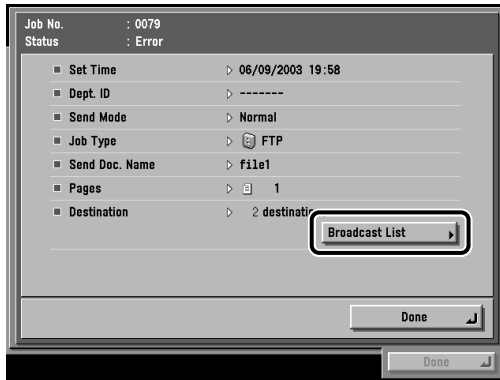 Job No. : 0079
Status : Error
Set Time 06/09/2003 19:58
Dept. ID -------
Send Mode Normal
Job Type FTP
Send Doc. Name file1
Pages 1
Destination 2 destinatio
Broadcast List
Done
Done